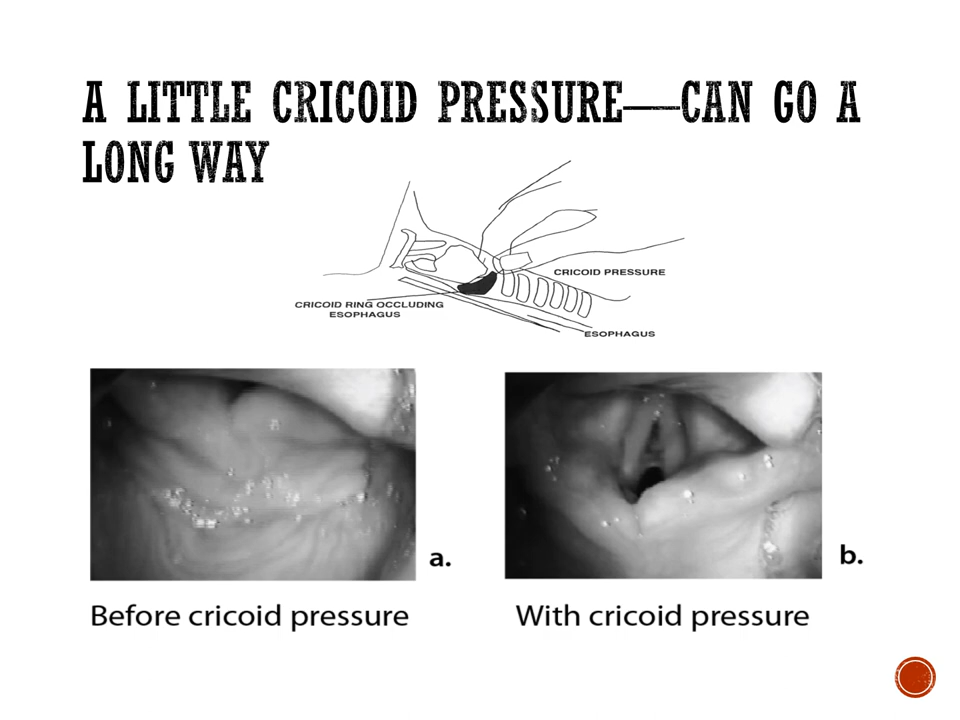 A LITTLE CRICOID PRESSURE—CAN GO A
LONG WAY
CRICOID PRESSURE
CRICOID RING OCCLUDING
ESOPHAGUS
ESOPHAGUS
a.
b.
Before cricoid pressure
With cricoid pressure